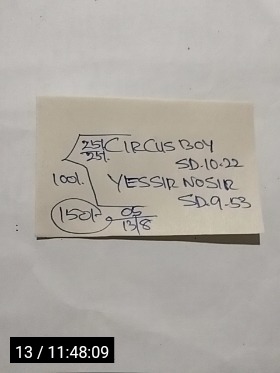 25/ CIRCUS BOY
25/.
SD.10.22
100/. YESSIR NOSIR
SD.9.53
150/- 05
13/8
13 / 11:48:09